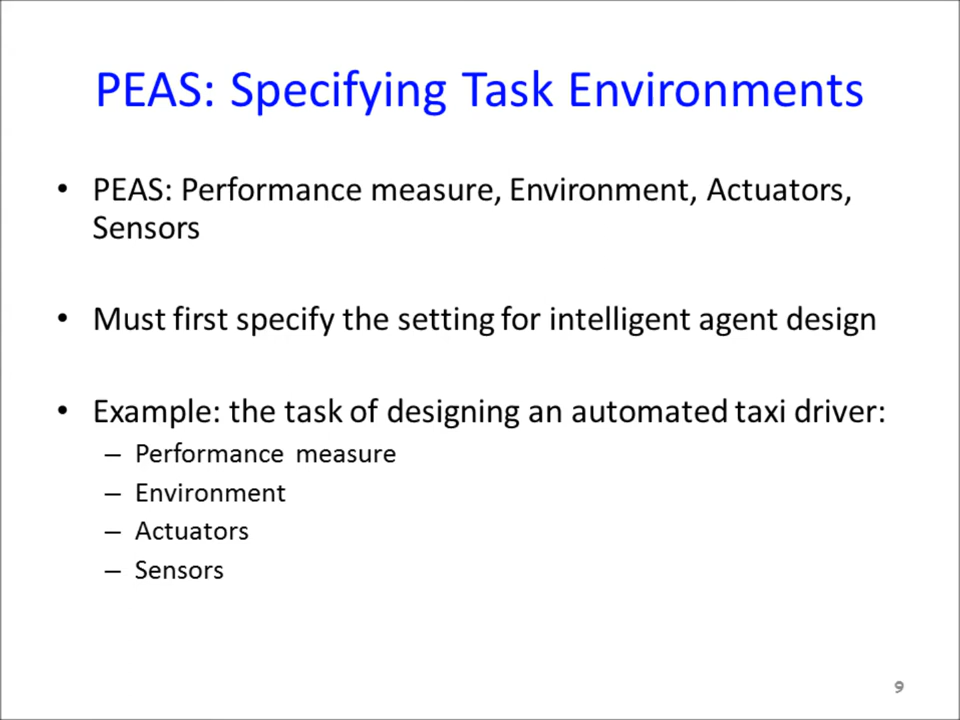 PEAS: Specifying Task Environments
• PEAS: Performance measure, Environment, Actuators,
Sensors
• Must first specify the setting for intelligent agent design
• Example: the task of designing an automated taxi driver:
– Performance measure
– Environment
– Actuators
– Sensors
9